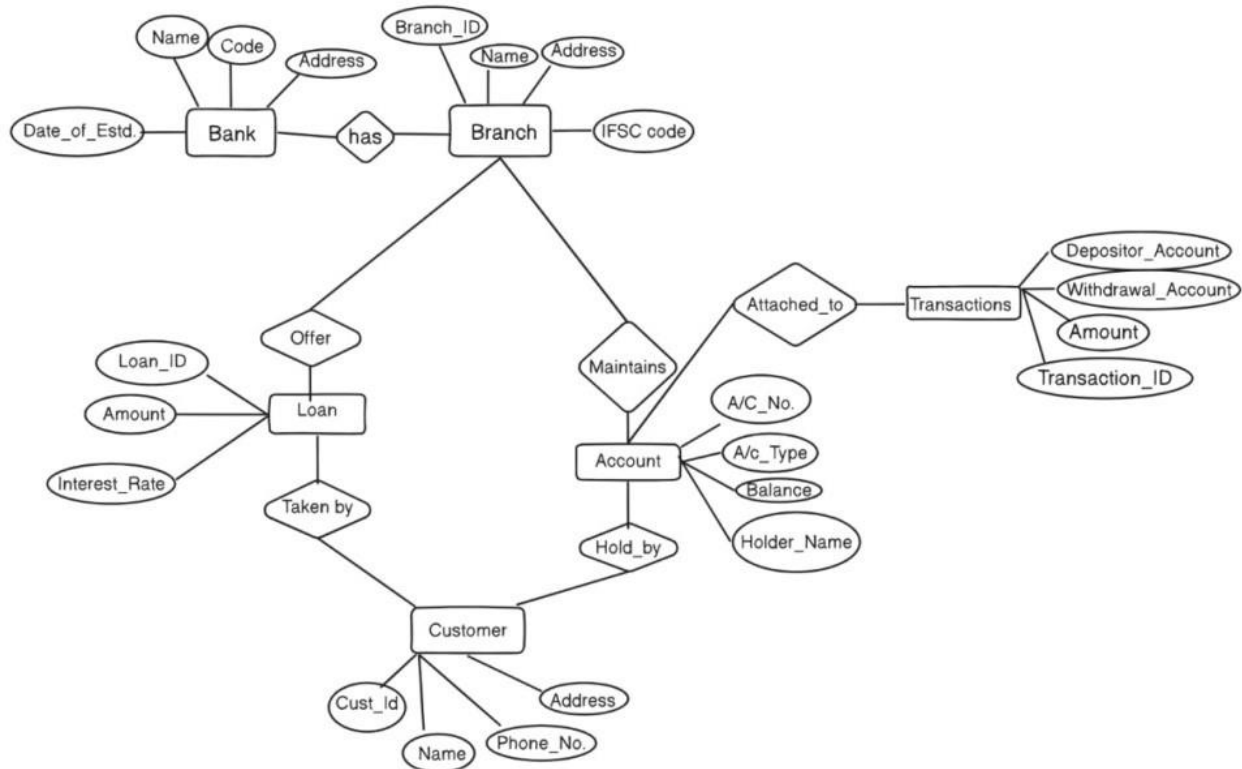 Branch_ID
Name
Code
Name
Address
Address
Date_of_Estd.
Bank
has
Branch
IFSC code
Depositor_Account
Withdrawal_Account
Attached_to
Transactions
Amount
Transaction_ID
Offer
Maintains
Loan_ID
Loan
Amount
Interest_Rate
A/C_No.
A/c_Type
Account
Balance
Holder_Name
Taken by
Hold_by
Customer
Cust_Id
Address
Name
Phone_No.